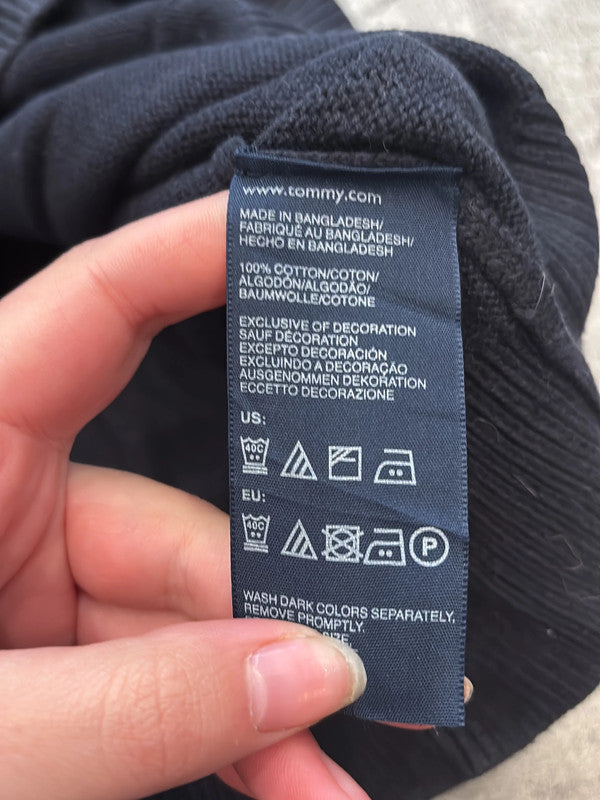 www.tommy.com
MADE IN BANGLADESH/
FABRIQUÉ AU BANGLADESH/
HECHO EN BANGLADESH
100% COTTON/COTON/
ALGODÓN/ALGODÃO/
BAUMWOLLE/COTONE
EXCLUSIVE OF DECORATION
SAUF DÉCORATION
EXCEPTO DECORACIÓN
EXCLUINDO A DECORAÇÃO
AUSGENOMMEN DEKORATION
ECCETTO DECORAZIONE
US:
40C
EU:
40C
P
WASH DARK COLORS SEPARATELY,
REMOVE PROMPTLY.
SIZE.